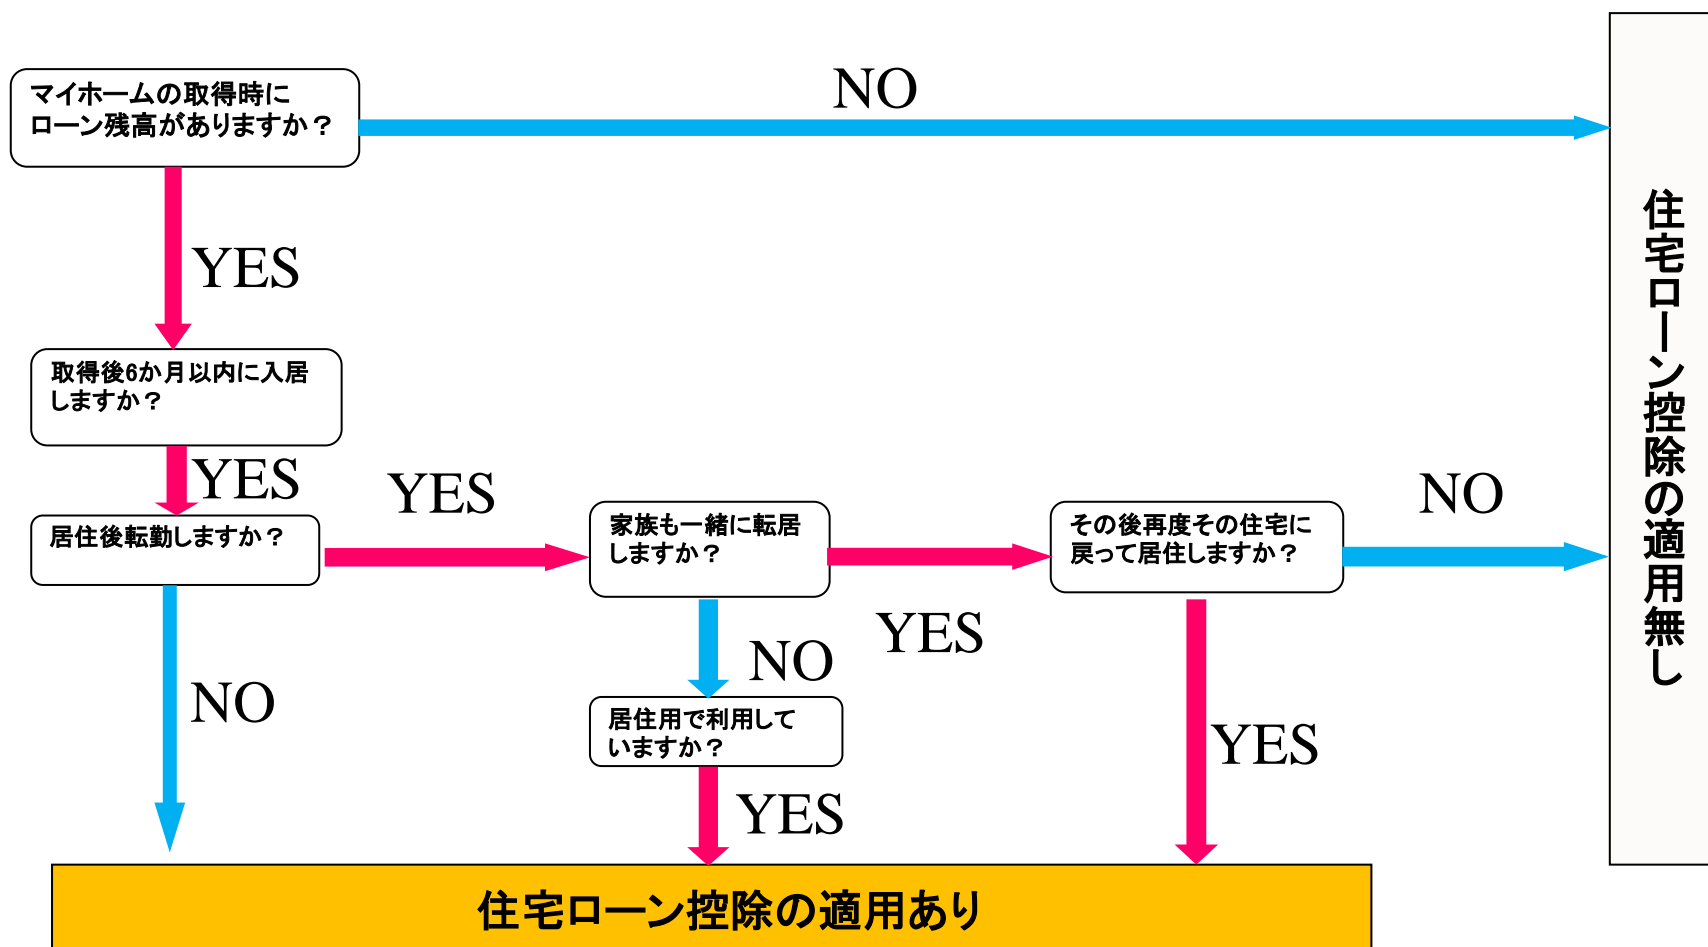 マイホームの取得時に
ローン残高がありますか？
NO
YES
取得後6か月以内に入居
しますか？
YES
居住後転勤しますか？
YES
家族も一緒に転居
しますか？
YES
その後再度その住宅に
戻って居住しますか？
NO
NO
NO
居住用で利用して
いますか？
YES
YES
住宅ローン控除の適用あり
住宅ローン控除の適用無し